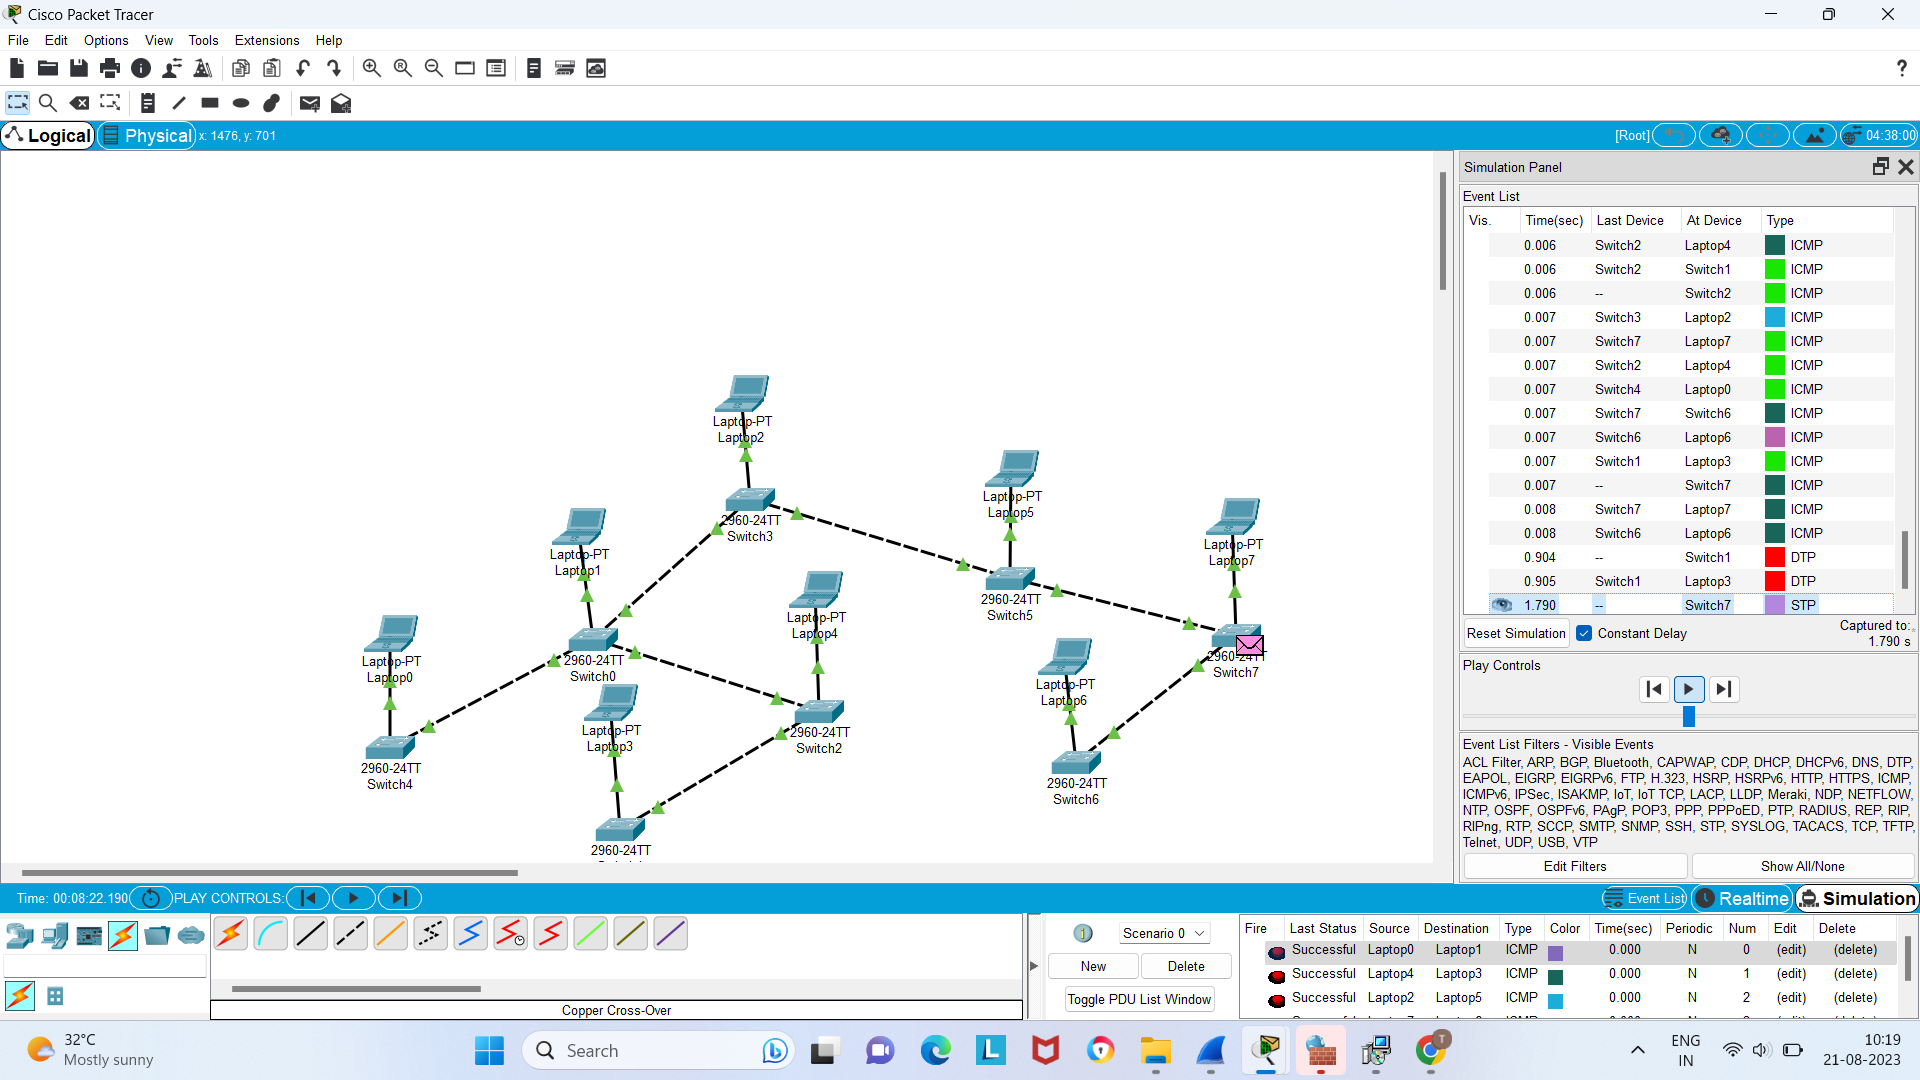 Cisco Packet Tracer
File Edit Options View Tools Extensions Help
Logical Physical x: 1476, y: 701 [Root] 04:38:00
Laptop-PT
Laptop2
2960-24TT
Switch3
Laptop-PT
Laptop5
2960-24TT
Switch5
Laptop-PT
Laptop7
2960-24TT
Switch7
Laptop-PT
Laptop1
2960-24TT
Switch0
Laptop-PT
Laptop4
2960-24TT
Switch2
Laptop-PT
Laptop0
2960-24TT
Switch4
Laptop-PT
Laptop3
2960-24TT
Laptop-PT
Laptop6
2960-24TT
Switch6
Simulation Panel
Event List
Vis. Time(sec) Last Device At Device Type
0.006 Switch2 Laptop4 ICMP
0.006 Switch2 Switch1 ICMP
0.006 -- Switch2 ICMP
0.007 Switch3 Laptop2 ICMP
0.007 Switch7 Laptop7 ICMP
0.007 Switch2 Laptop4 ICMP
0.007 Switch4 Laptop0 ICMP
0.007 Switch7 Switch6 ICMP
0.007 Switch6 Laptop6 ICMP
0.007 Switch1 Laptop3 ICMP
0.007 -- Switch7 ICMP
0.008 Switch7 Laptop7 ICMP
0.008 Switch6 Laptop6 ICMP
0.904 -- Switch1 DTP
0.905 Switch1 Laptop3 DTP
1.790 -- Switch7 STP
Reset Simulation Constant Delay Captured to:
1.790 s
Play Controls
Event List Filters - Visible Events
ACL Filter, ARP, BGP, Bluetooth, CAPWAP, CDP, DHCP, DHCPv6, DNS, DTP,
EAPOL, EIGRP, EIGRPv6, FTP, H.323, HSRP, HSRPv6, HTTP, HTTPS, ICMP,
ICMPv6, IPSec, ISAKMP, IoT, IoT TCP, LACP, LLDP, Meraki, NDP, NETFLOW,
NTP, OSPF, OSPFv6, PAgP, POP3, PPP, PPPoED, PTP, RADIUS, REP, RIP,
RIPng, RTP, SCCP, SMTP, SNMP, SSH, STP, SYSLOG, TACACS, TCP, TFTP,
Telnet, UDP, USB, VTP
Edit Filters Show All/None
Time: 00:08:22.190 PLAY CONTROLS: Event List Realtime Simulation
Copper Cross-Over
Scenario 0
New Delete
Toggle PDU List Window
Fire Last Status Source Destination Type Color Time(sec) Periodic Num Edit Delete
Successful Laptop0 Laptop1 ICMP 0.000 N 0 (edit) (delete)
Successful Laptop4 Laptop3 ICMP 0.000 N 1 (edit) (delete)
Successful Laptop2 Laptop5 ICMP 0.000 N 2 (edit) (delete)
32°C
Mostly sunny
Search
ENG
IN
10:19
21-08-2023